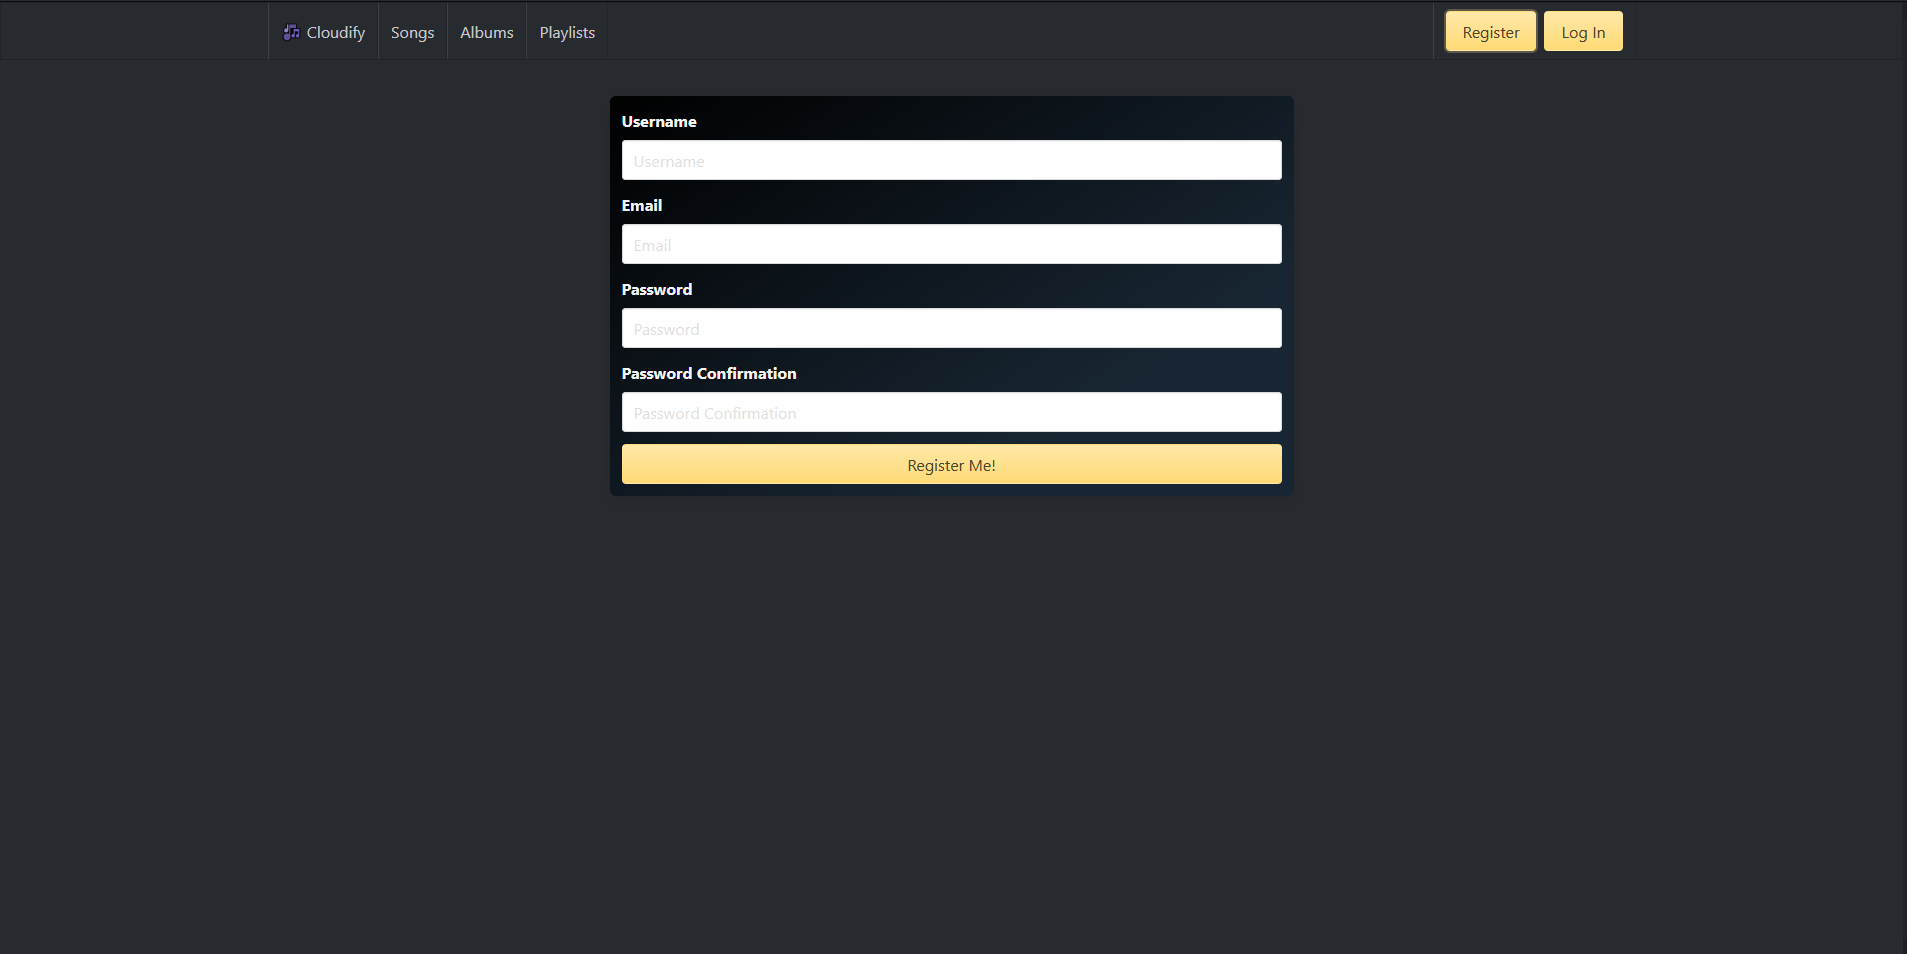 Cloudify Songs Albums Playlists Register Log In
Username
Username
Email
Email
Password
Password
Password Confirmation
Password Confirmation
Register Me!